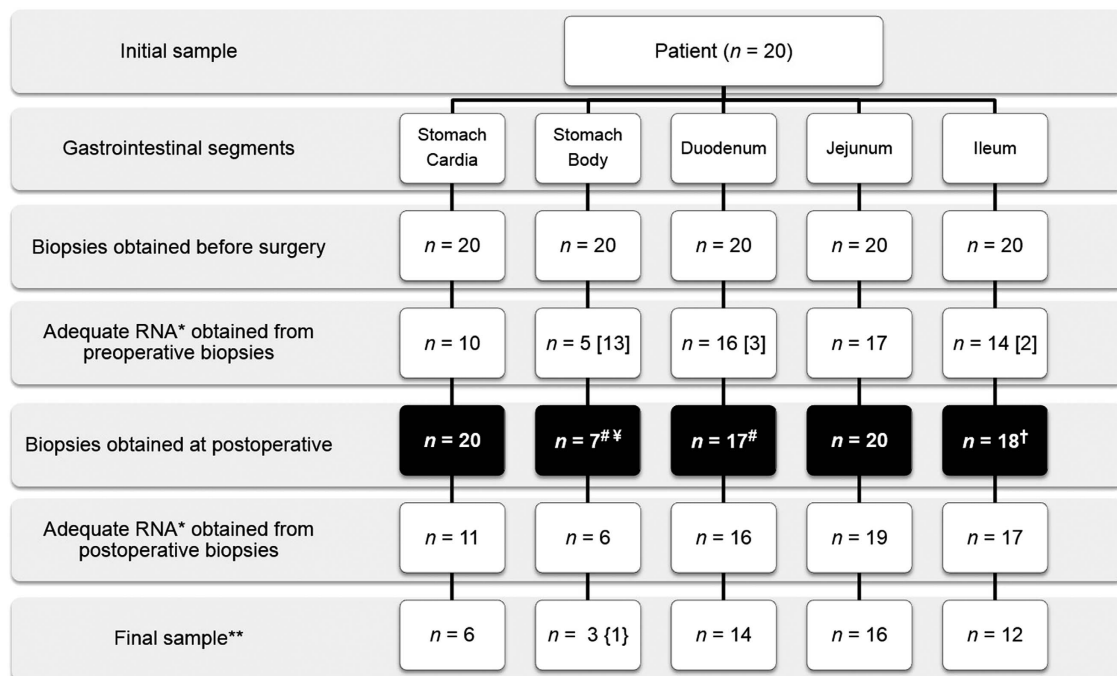 Initial sample
Patient (n = 20)
Gastrointestinal segments
Stomach
Cardia
Stomach
Body
Duodenum
Jejunum
Ileum
Biopsies obtained before surgery
n = 20
n = 20
n = 20
n = 20
n = 20
Adequate RNA* obtained from
preoperative biopsies
n = 10
n = 5 [13]
n = 16 [3]
n = 17
n = 14 [2]
Biopsies obtained at postoperative
n = 20
n = 7#¥
n = 17#
n = 20
n = 18†
Adequate RNA* obtained from
postoperative biopsies
n = 11
n = 6
n = 16
n = 19
n = 17
Final sample**
n = 6
n = 3 {1}
n = 14
n = 16
n = 12